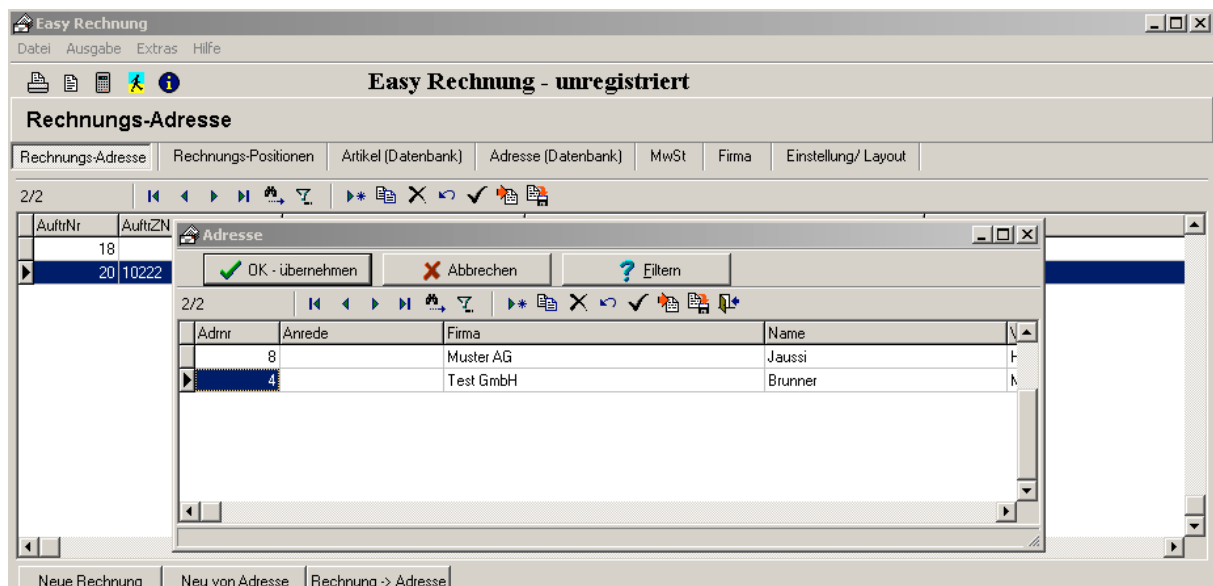 Easy Rechnung
Datei Ausgabe Extras Hilfe
Easy Rechnung - unregistriert
Rechnungs-Adresse
Rechnungs-Adresse Rechnungs-Positionen Artikel (Datenbank) Adresse (Datenbank) MwSt Firma Einstellung/ Layout
2/2
AuftrNr AuftrZN
18
20 10222
Adresse
OK - übernehmen Abbrechen ? Filtern
2/2
Adrnr Anrede Firma Name
8 Muster AG Jaussi
4 Test GmbH Brunner
Neue Rechnung Neu von Adresse Rechnung -> Adresse